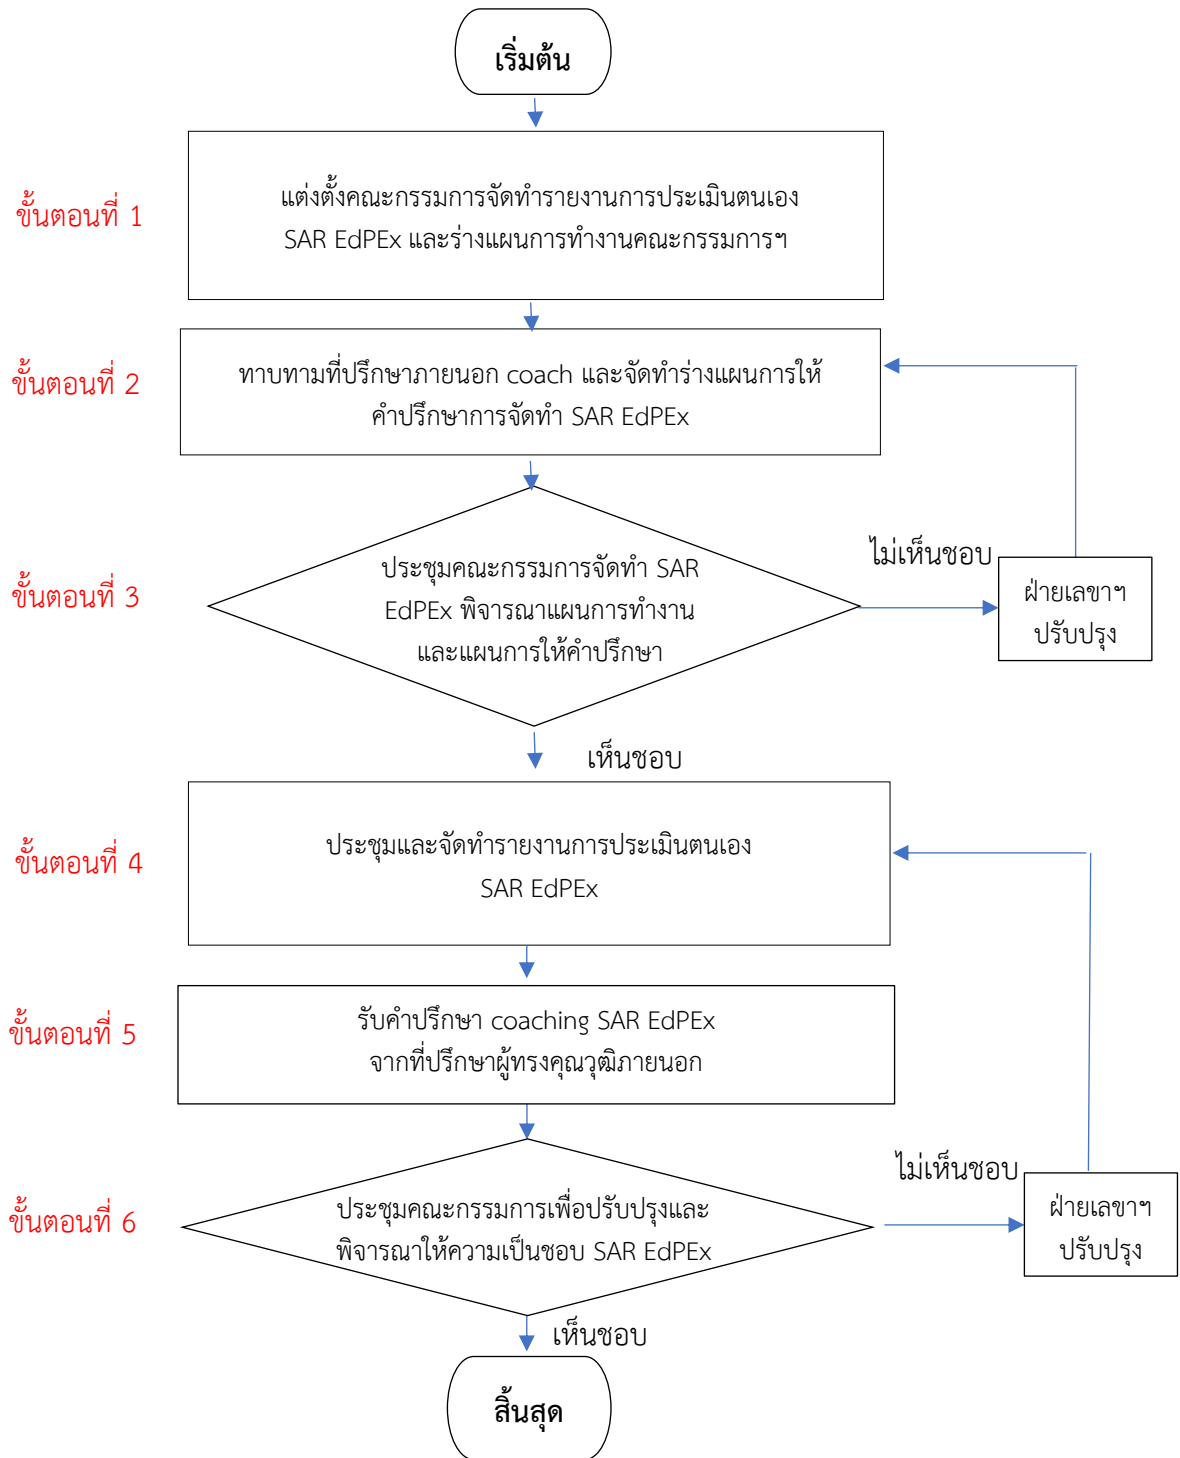 เริ่มต้น
ขั้นตอนที่ 1
แต่งตั้งคณะกรรมการจัดทำรายงานการประเมินตนเอง
SAR EdPEx และร่างแผนการทำงานคณะกรรมการฯ
ขั้นตอนที่ 2
ทาบทามที่ปรึกษาภายนอก coach และจัดทำร่างแผนการให้
คำปรึกษาการจัดทำ SAR EdPEx
ขั้นตอนที่ 3
ประชุมคณะกรรมการจัดทำ SAR
EdPEx พิจารณาแผนการทำงาน
และแผนการให้คำปรึกษา
ไม่เห็นชอบ
ฝ่ายเลขาฯ
ปรับปรุง
เห็นชอบ
ขั้นตอนที่ 4
ประชุมและจัดทำรายงานการประเมินตนเอง
SAR EdPEx
ขั้นตอนที่ 5
รับคำปรึกษา coaching SAR EdPEx
จากที่ปรึกษาผู้ทรงคุณวุฒิภายนอก
ขั้นตอนที่ 6
ประชุมคณะกรรมการเพื่อปรับปรุงและ
พิจารณาให้ความเป็นชอบ SAR EdPEx
ไม่เห็นชอบ
ฝ่ายเลขาฯ
ปรับปรุง
เห็นชอบ
สิ้นสุด